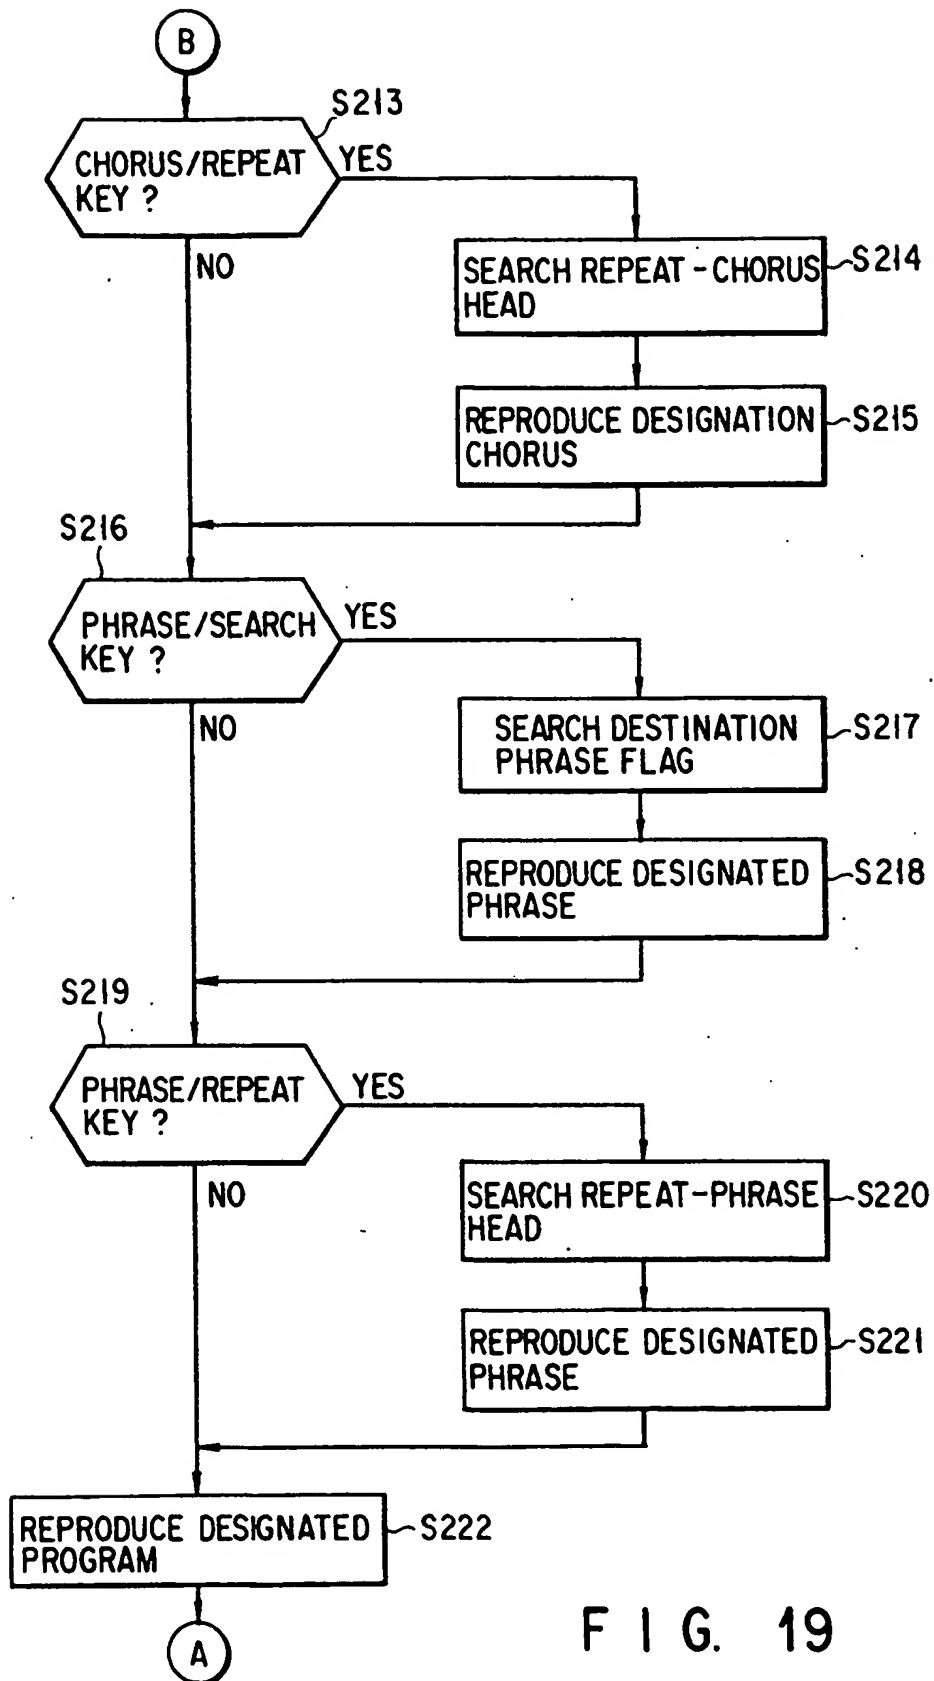 B
S213
CHORUS/REPEAT
KEY ?
YES
NO
SEARCH REPEAT-CHORUS
HEAD
S214
REPRODUCE DESIGNATION
CHORUS
S215
S216
PHRASE/SEARCH
KEY ?
YES
NO
SEARCH DESTINATION
PHRASE FLAG
S217
REPRODUCE DESIGNATED
PHRASE
S218
S219
PHRASE/REPEAT
KEY ?
YES
NO
SEARCH REPEAT-PHRASE
HEAD
S220
REPRODUCE DESIGNATED
PHRASE
S221
REPRODUCE DESIGNATED
PROGRAM
S222
A
FIG. 19